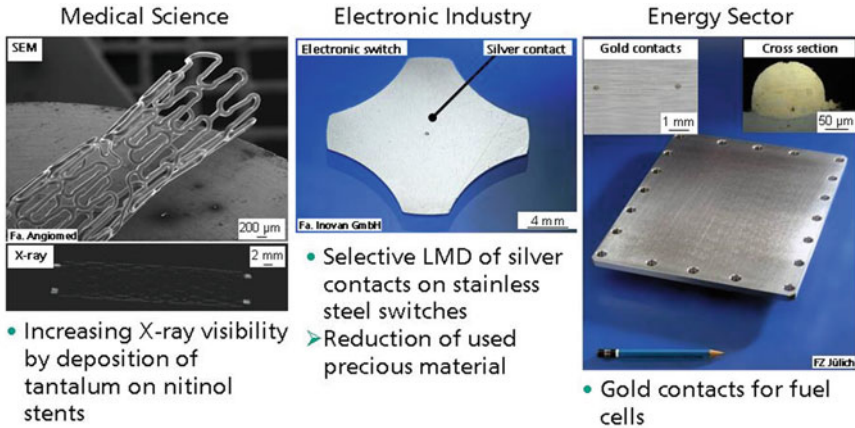 Medical Science
SEM
Fa. Angiomed
200 µm
X-ray
2 mm
• Increasing X-ray visibility
by deposition of
tantalum on nitinol
stents
Electronic Industry
Electronic switch
Silver contact
Fa. Inovan GmbH
4 mm
• Selective LMD of silver
contacts on stainless
steel switches
➢ Reduction of used
precious material
Energy Sector
Gold contacts
Cross section
1 mm
50 µm
FZ Jülich
• Gold contacts for fuel
cells